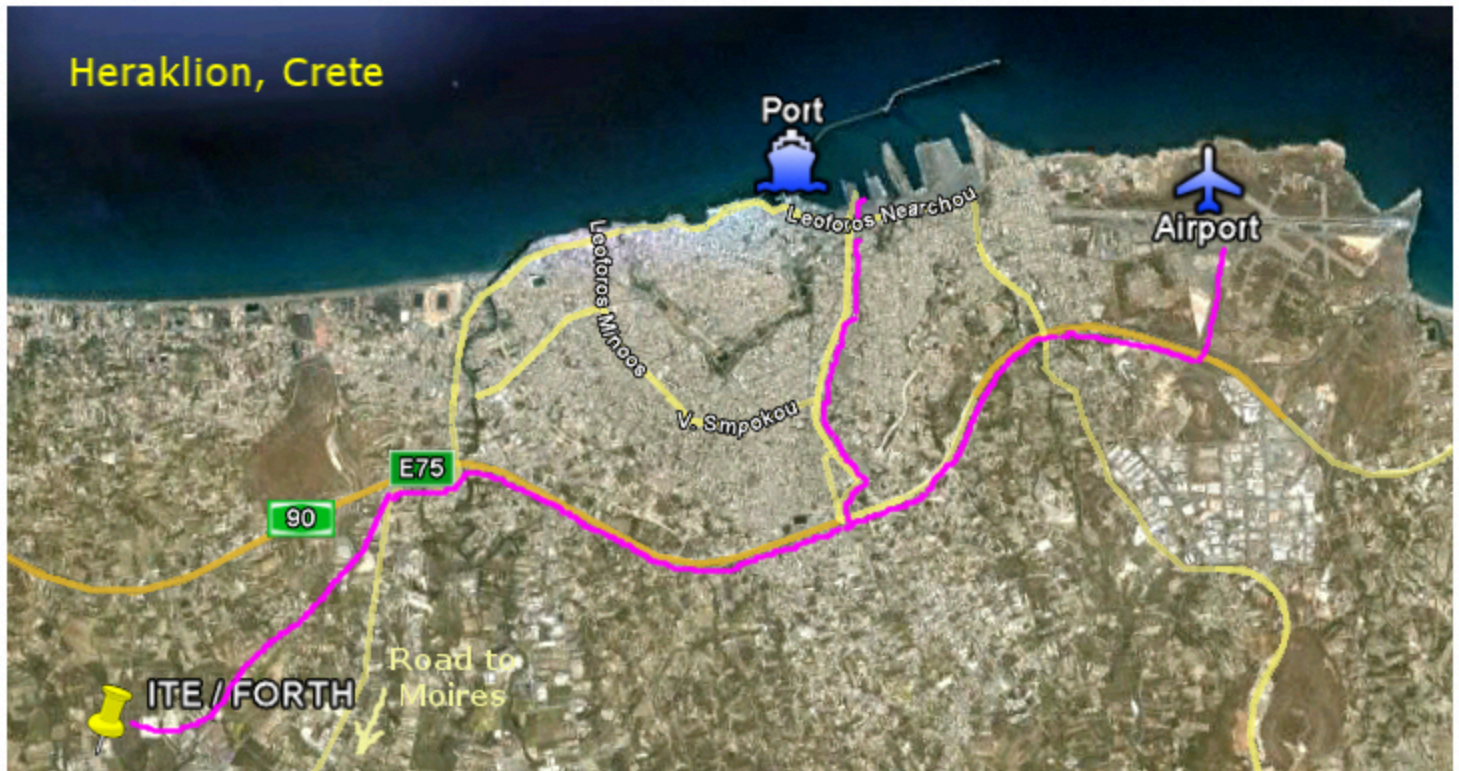 Heraklion, Crete
Port
Leoforos Nearchou
Airport
Leoforos Minoos
V. Smpokou
E75
90
Road to
Moires
ITE / FORTH